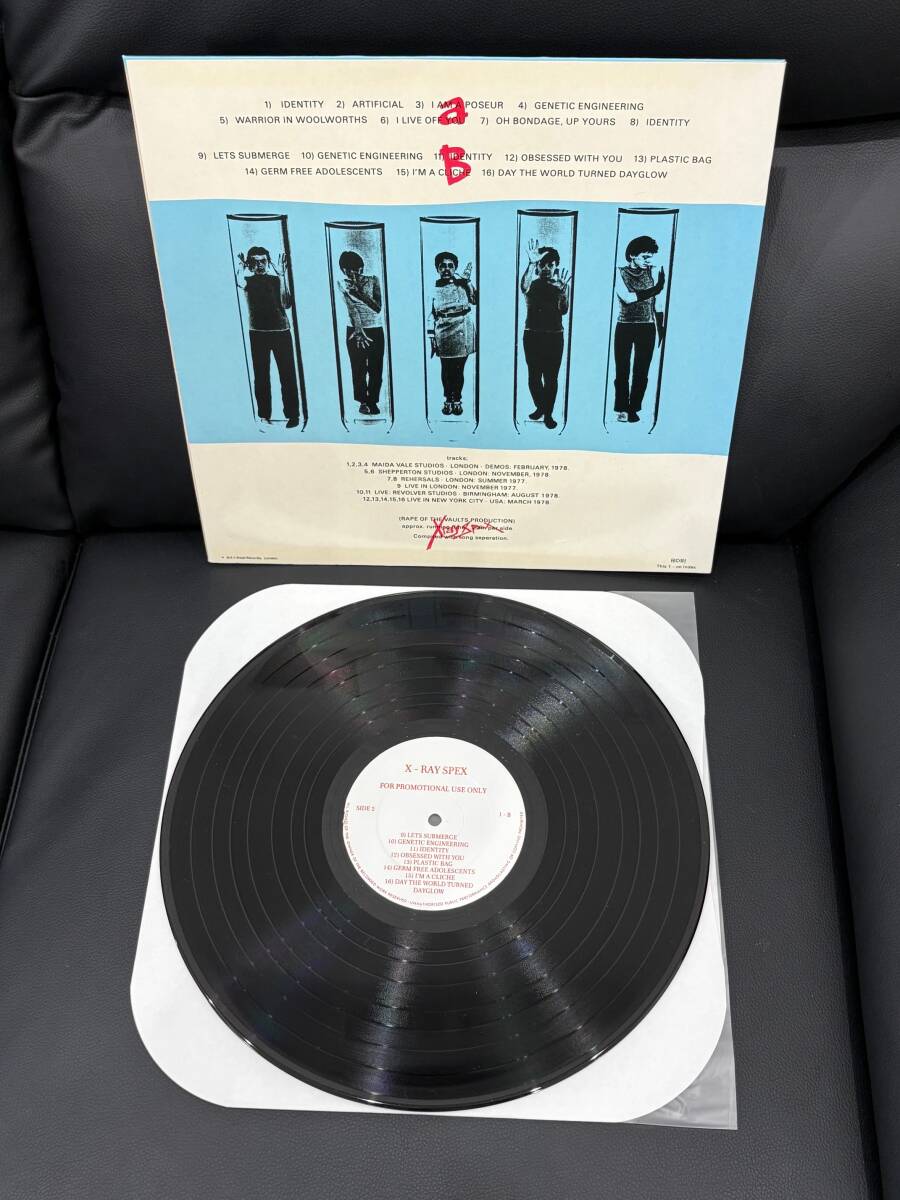 a
1) IDENTITY 2) ARTIFICIAL 3) I AM A POSEUR 4) GENETIC ENGINEERING
5) WARRIOR IN WOOLWORTHS 6) I LIVE OFF YOU 7) OH BONDAGE, UP YOURS 8) IDENTITY
B
9) LETS SUBMERGE 10) GENETIC ENGINEERING 11) IDENTITY 12) OBSESSED WITH YOU 13) PLASTIC BAG
14) GERM FREE ADOLESCENTS 15) I'M A CLICHE 16) DAY THE WORLD TURNED DAYGLOW
tracks;
1,2,3,4 MAIDA VALE STUDIOS · LONDON · DEMOS: FEBRUARY, 1978.
5,6 SHEPPERTON STUDIOS · LONDON: NOVEMBER, 1978.
7,8 REHERSALS · LONDON: SUMMER 1977.
9 LIVE IN LONDON: NOVEMBER 1977.
10,11 LIVE: REVOLVER STUDIOS · BIRMINGHAM: AUGUST 1978.
12,13,14,15,16 LIVE IN NEW YORK CITY · USA: MARCH 1978
(RAPE OF THE VAULTS PRODUCTION)
approx. per side.
X ray spex
song seperation.
X - RAY SPEX
FOR PROMOTIONAL USE ONLY
SIDE 2 1 - B
9) LETS SUBMERGE
10) GENETIC ENGINEERING
11) IDENTITY
12) OBSESSED WITH YOU
13) PLASTIC BAG
14) GERM FREE ADOLESCENTS
15) I'M A CLICHE
16) DAY THE WORLD TURNED
DAYGLOW